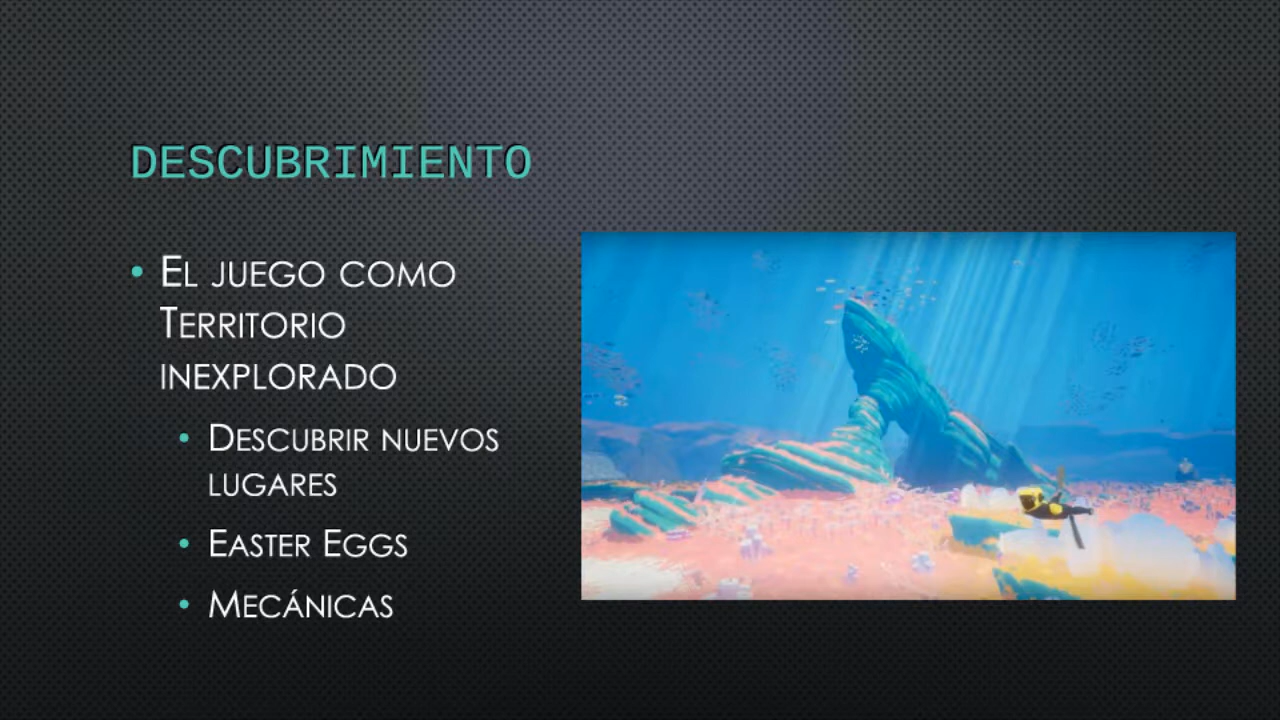 DESCUBRIMIENTO
• El juego como
Territorio
inexplorado
• Descubrir nuevos
lugares
• Easter Eggs
• Mecánicas